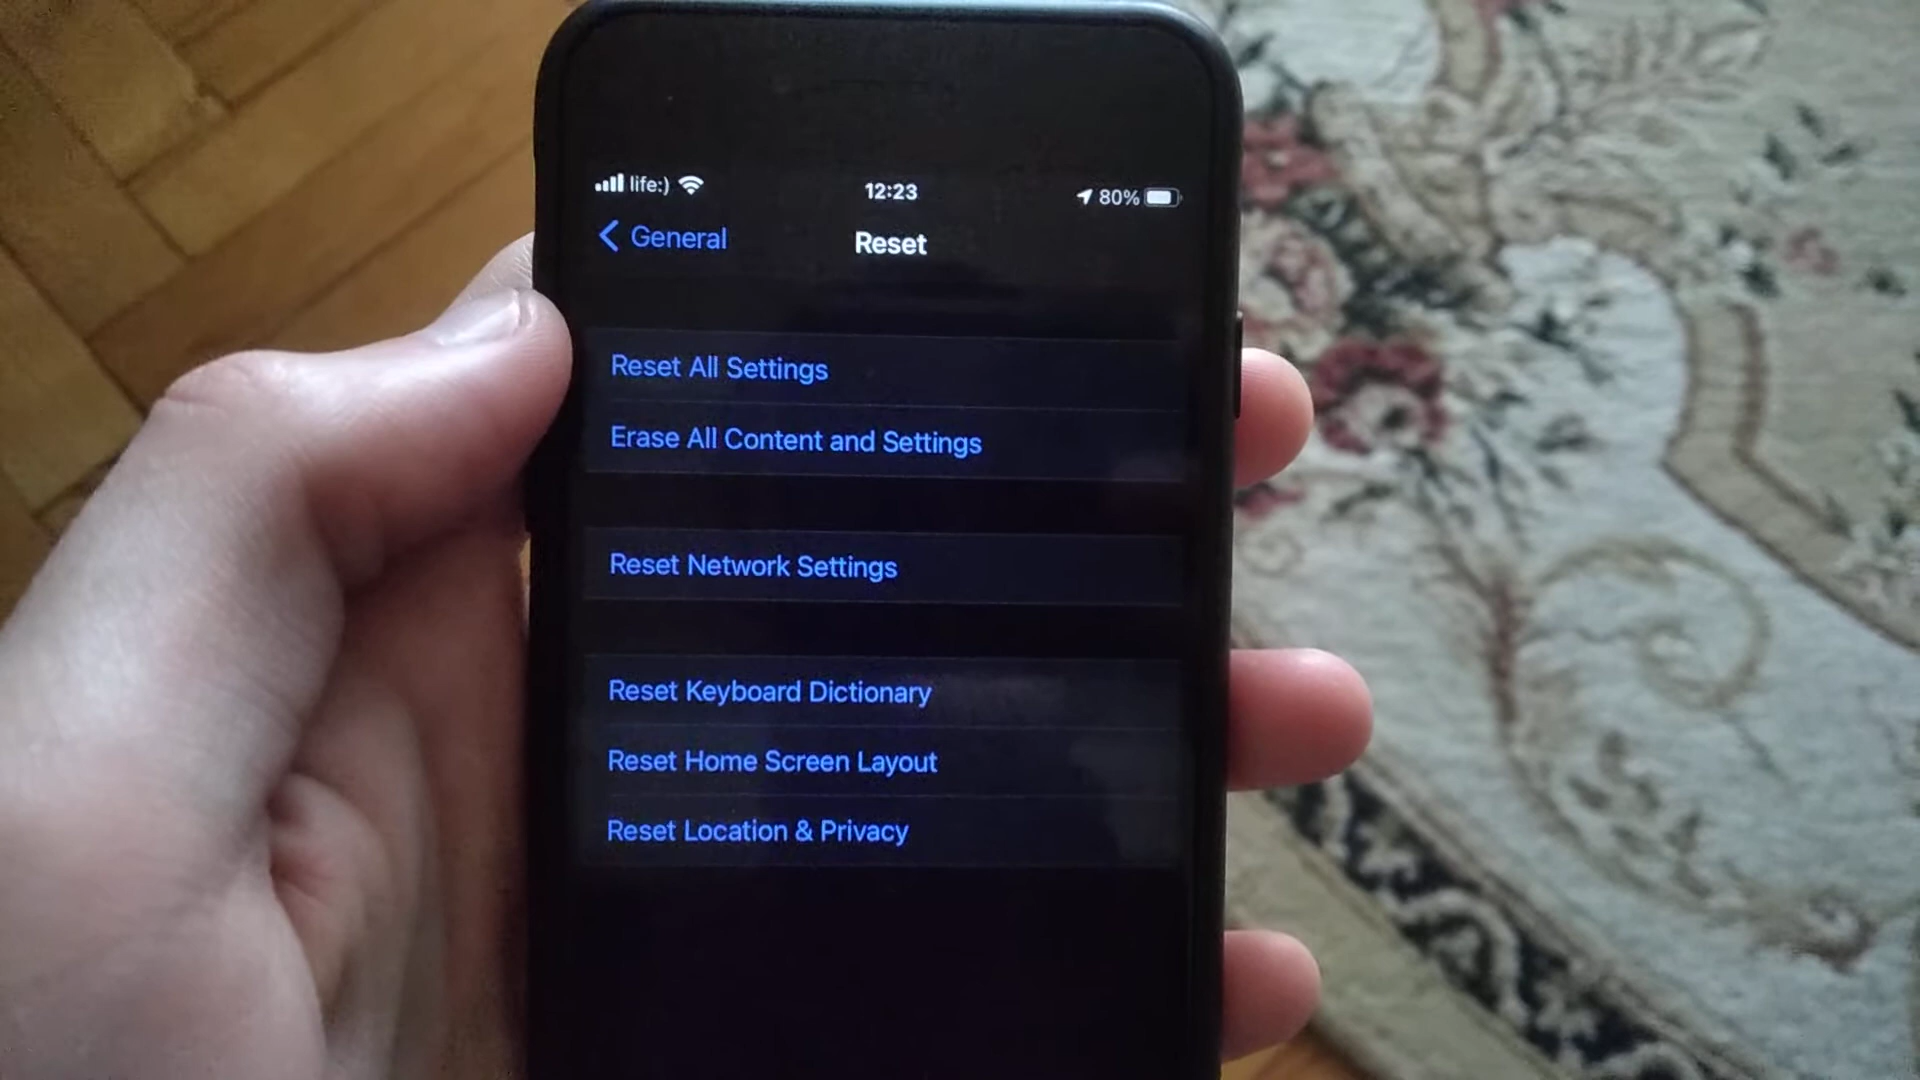 life:) 12:23 80%
General Reset
Reset All Settings
Erase All Content and Settings
Reset Network Settings
Reset Keyboard Dictionary
Reset Home Screen Layout
Reset Location & Privacy